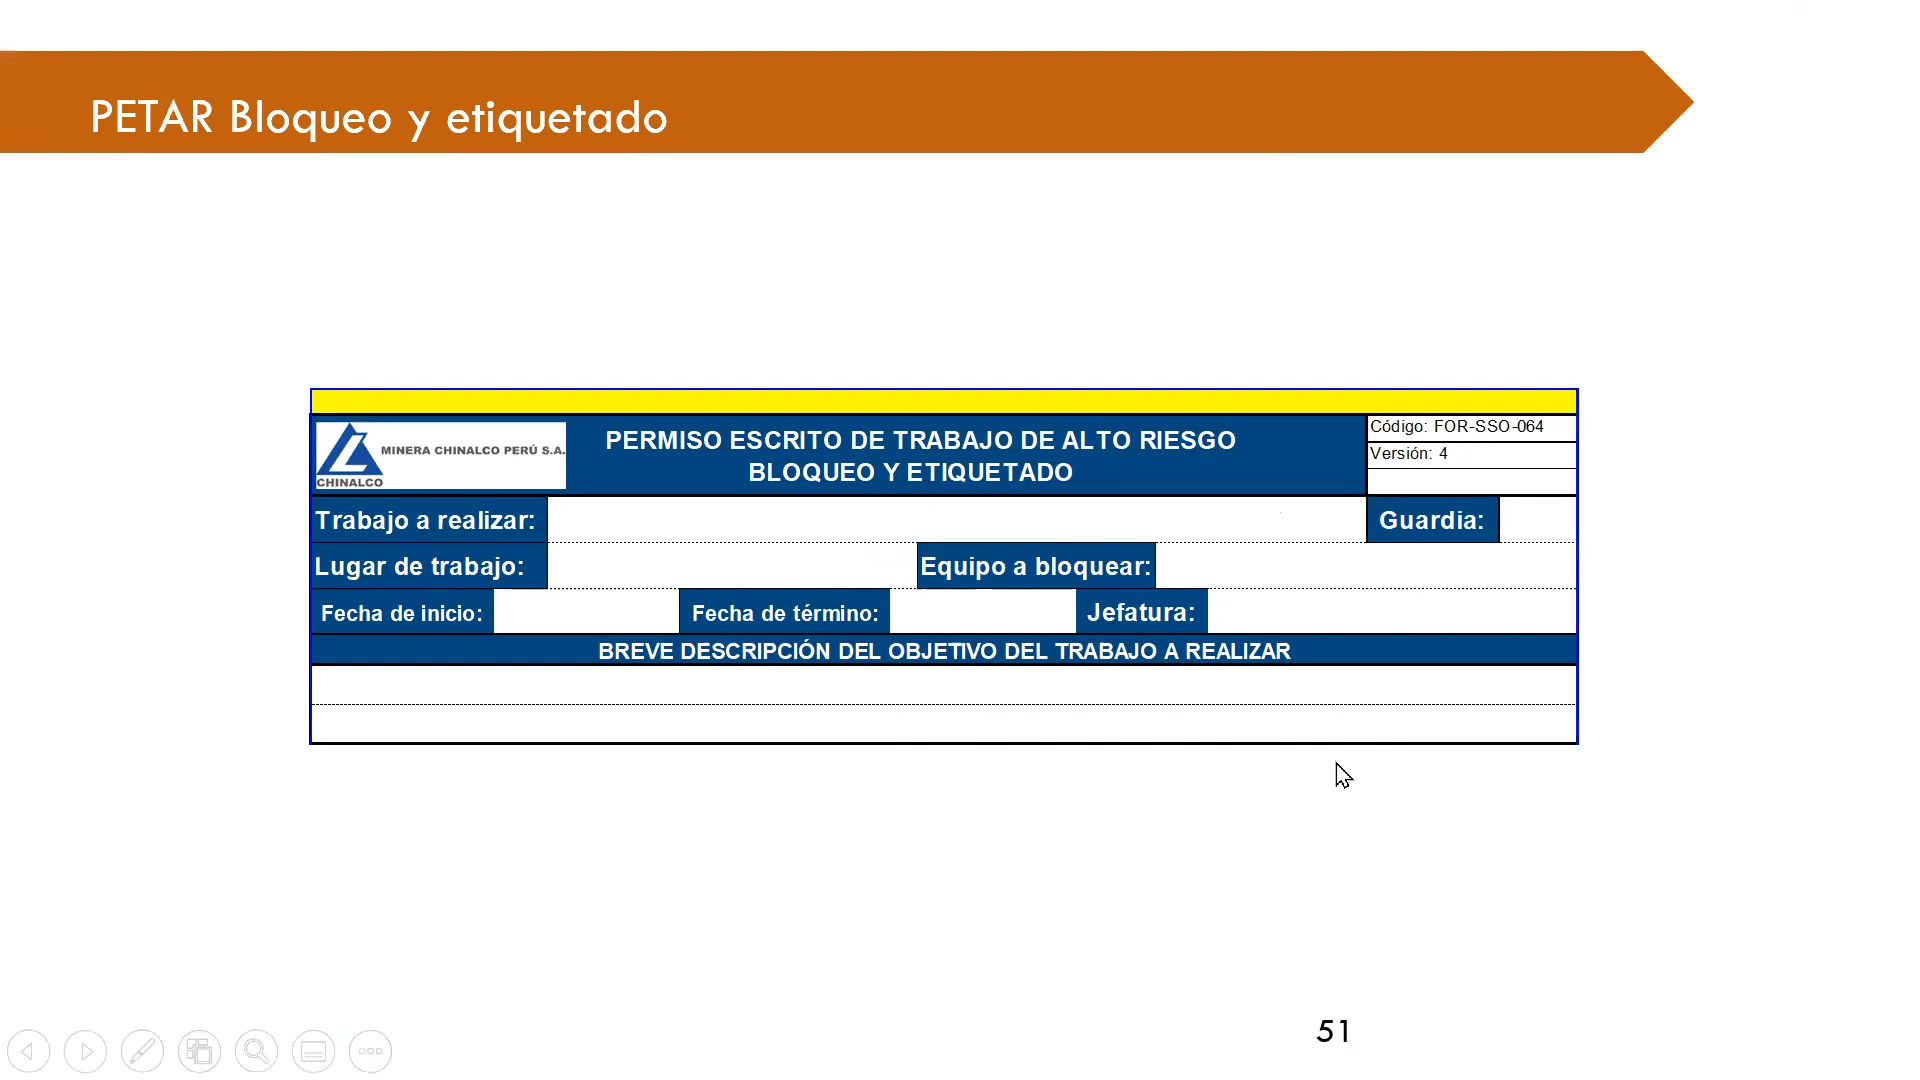 PETAR Bloqueo y etiquetado
MINERA CHINALCO PERÚ S.A.
CHINALCO
PERMISO ESCRITO DE TRABAJO DE ALTO RIESGO
BLOQUEO Y ETIQUETADO
Código: FOR-SSO-064
Versión: 4
Trabajo a realizar:
Guardia:
Lugar de trabajo:
Equipo a bloquear:
Fecha de inicio:
Fecha de término:
Jefatura:
BREVE DESCRIPCIÓN DEL OBJETIVO DEL TRABAJO A REALIZAR
51